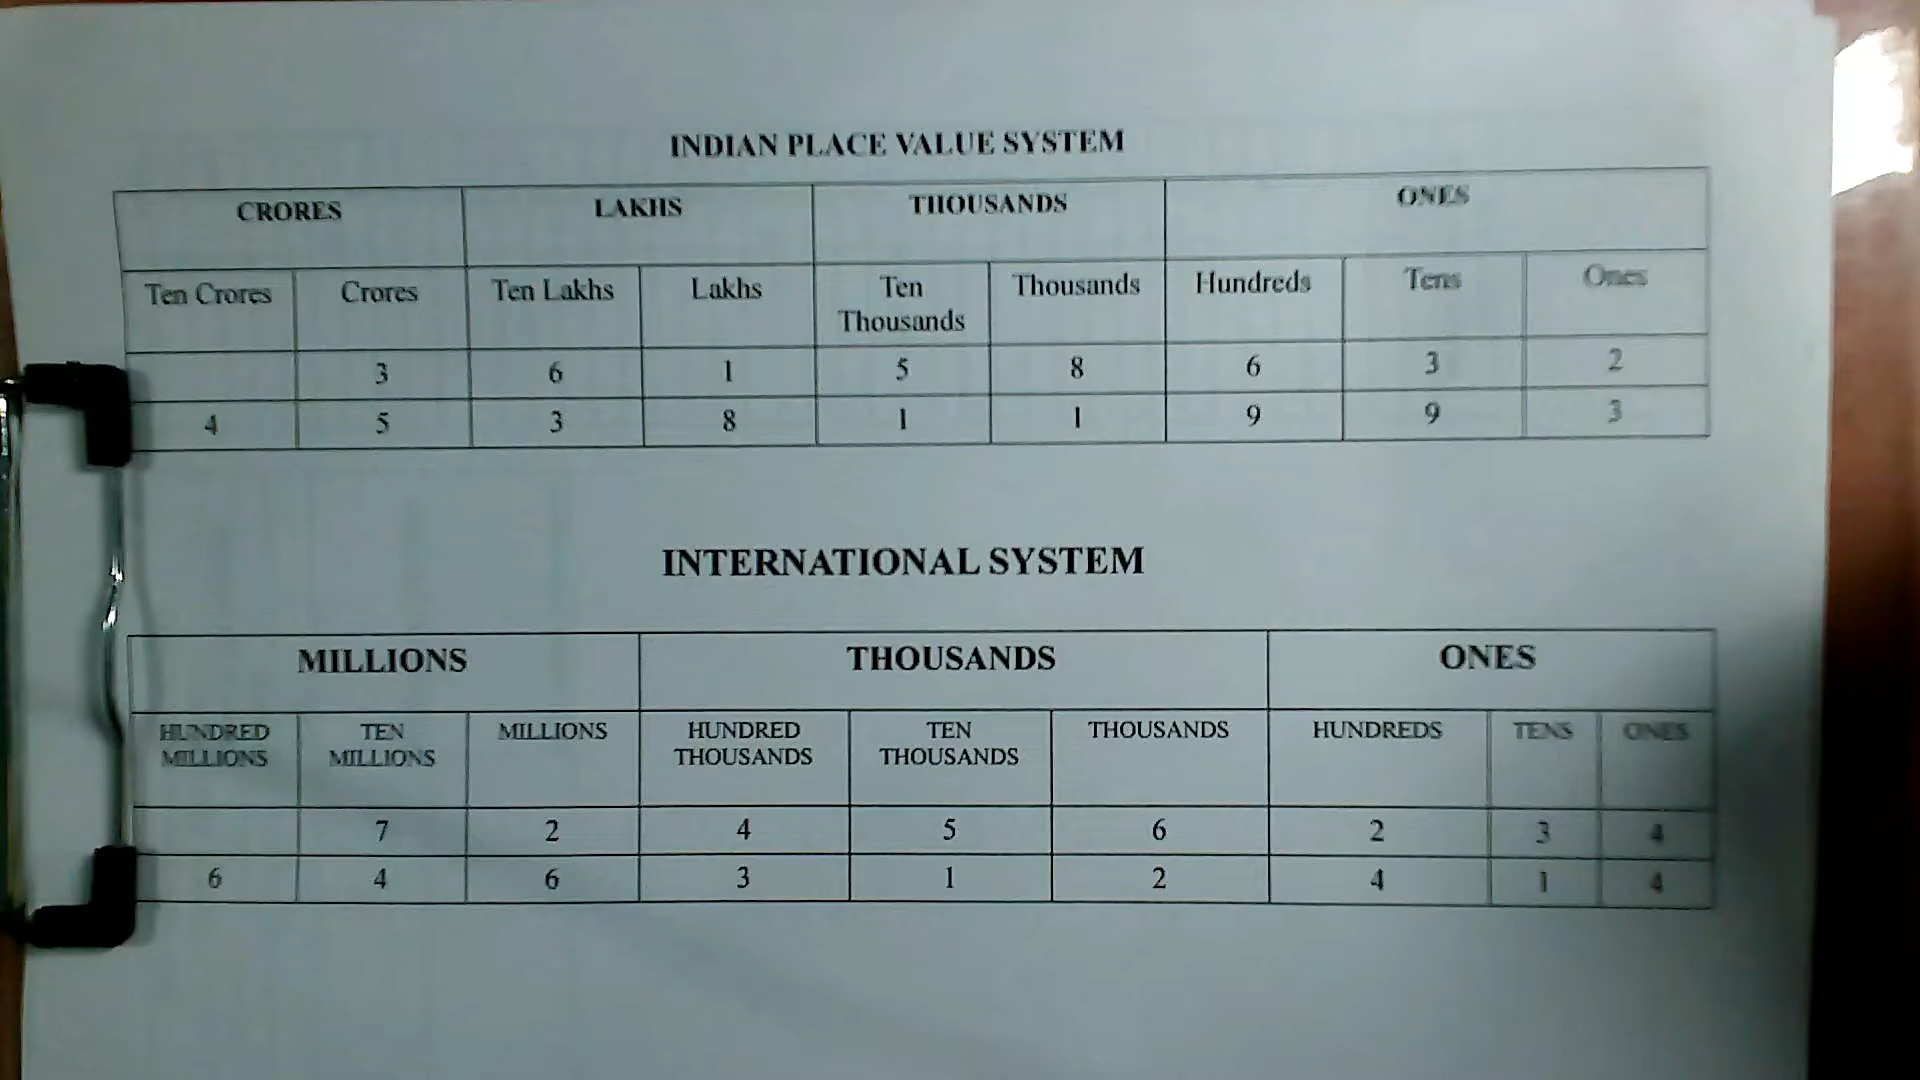 INDIAN PLACE VALUE SYSTEM
CRORES LAKHS THOUSANDS ONES
Ten Crores Crores Ten Lakhs Lakhs Ten Thousands Thousands Hundreds Tens Ones
3 6 1 5 8 6 3 2
4 5 3 8 1 1 9 9 3
INTERNATIONAL SYSTEM
MILLIONS THOUSANDS ONES
HUNDRED MILLIONS TEN MILLIONS MILLIONS HUNDRED THOUSANDS TEN THOUSANDS THOUSANDS HUNDREDS TENS ONES
7 2 4 5 6 2 3 4
6 4 6 3 1 2 4 1 4